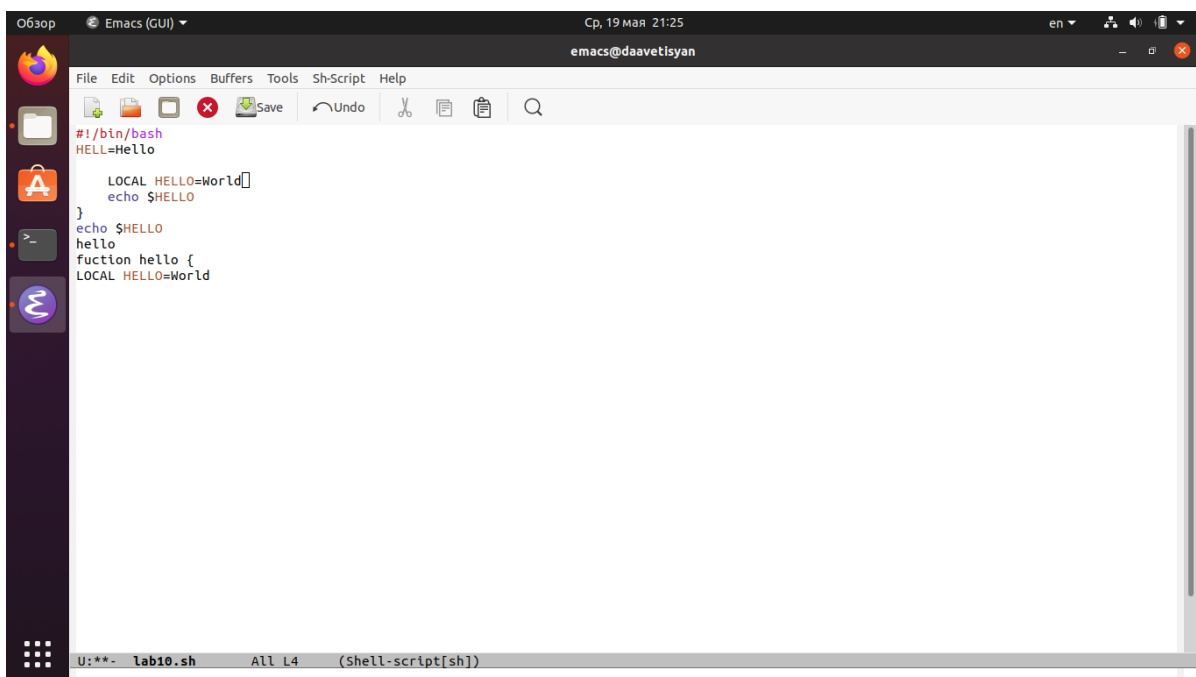 Обзор Emacs (GUI) Ср, 19 мая 21:25 en
emacs@daavetisyan
File Edit Options Buffers Tools Sh-Script Help
Save Undo
#!/bin/bash
HELL=Hello
LOCAL HELLO=World
echo $HELLO
}
echo $HELLO
hello
fuction hello {
LOCAL HELLO=World
U:**- lab10.sh All L4 (Shell-script[sh])